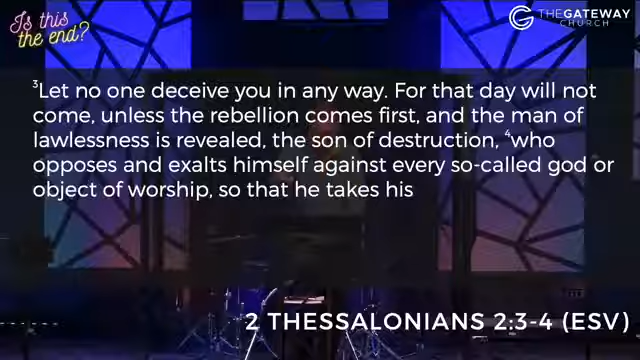 Is this
the end?
THEGATEWAY
CHURCH
³Let no one deceive you in any way. For that day will not
come, unless the rebellion comes first, and the man of
lawlessness is revealed, the son of destruction, ⁴who
opposes and exalts himself against every so-called god or
object of worship, so that he takes his
2 THESSALONIANS 2:3-4 (ESV)